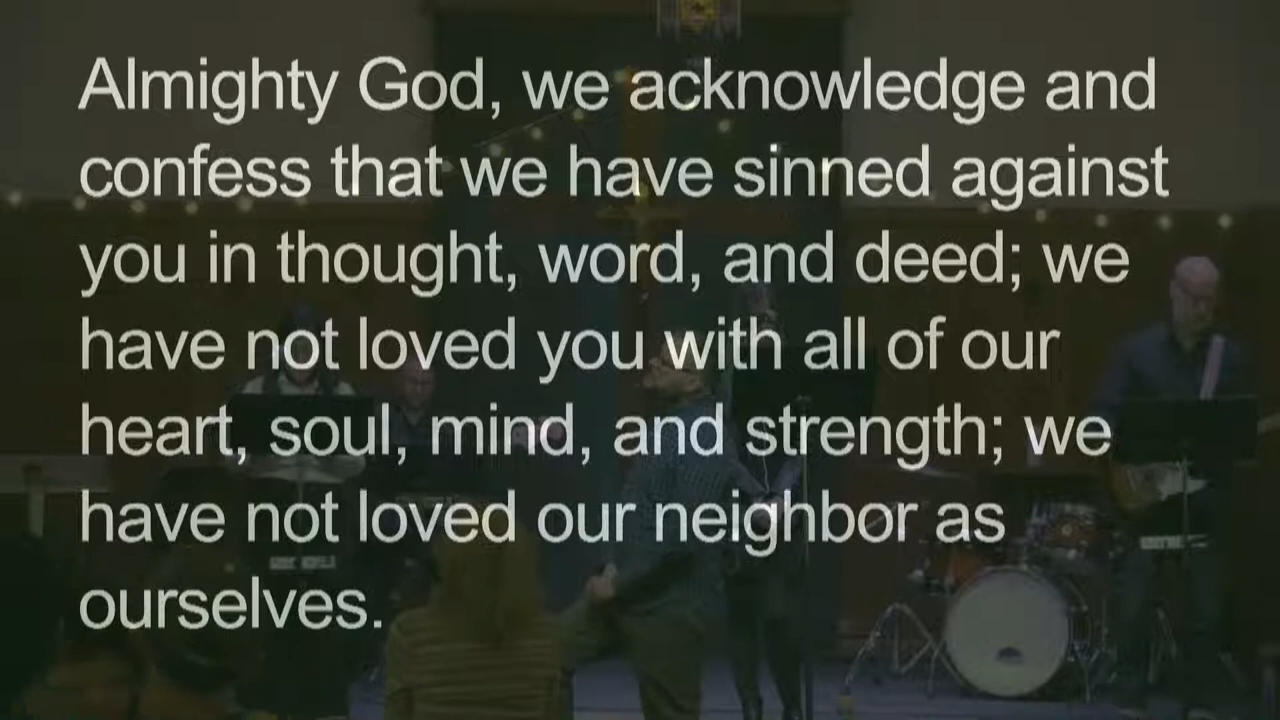 Almighty God, we acknowledge and
confess that we have sinned against
you in thought, word, and deed; we
have not loved you with all of our
heart, soul, mind, and strength; we
have not loved our neighbor as
ourselves.